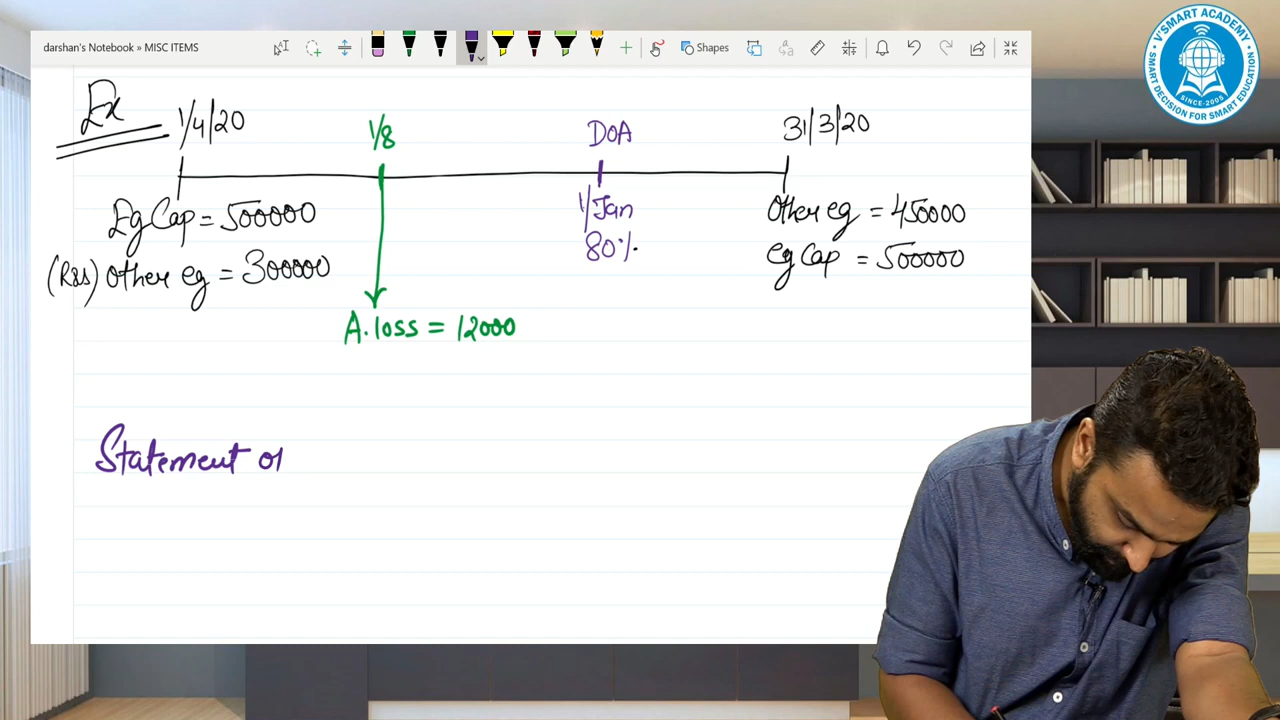 darshan's Notebook » MISC ITEMS
Shapes
V'SMART ACADEMY
SMART DECISION FOR SMART EDUCATION
SINCE-2005
Ex
1/4/20
1/8
DOA
31/3/20
Eq Cap = 500000
(R&S) Other eq = 300000
1/Jan
80%
Other eq = 450000
eq Cap = 500000
A.loss = 12000
Statement of